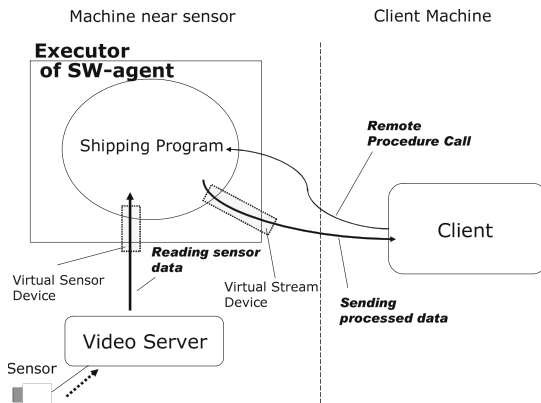 Machine near sensor
Client Machine
Executor
of SW-agent
Shipping Program
Remote
Procedure Call
Client
Reading sensor
data
Virtual Sensor
Device
Virtual Stream
Device
Sending
processed data
Video Server
Sensor